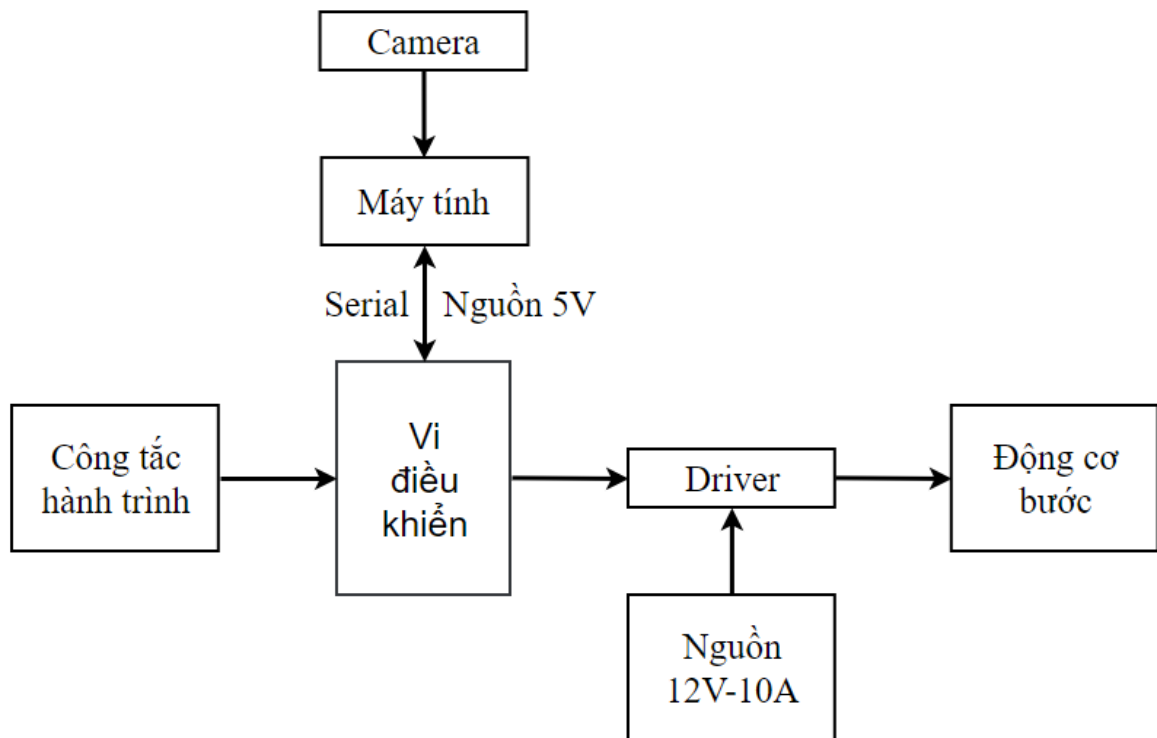 Camera
Máy tính
Serial
Nguồn 5V
Công tắc
hành trình
Vi
điều
khiển
Driver
Động cơ
bước
Nguồn
12V-10A